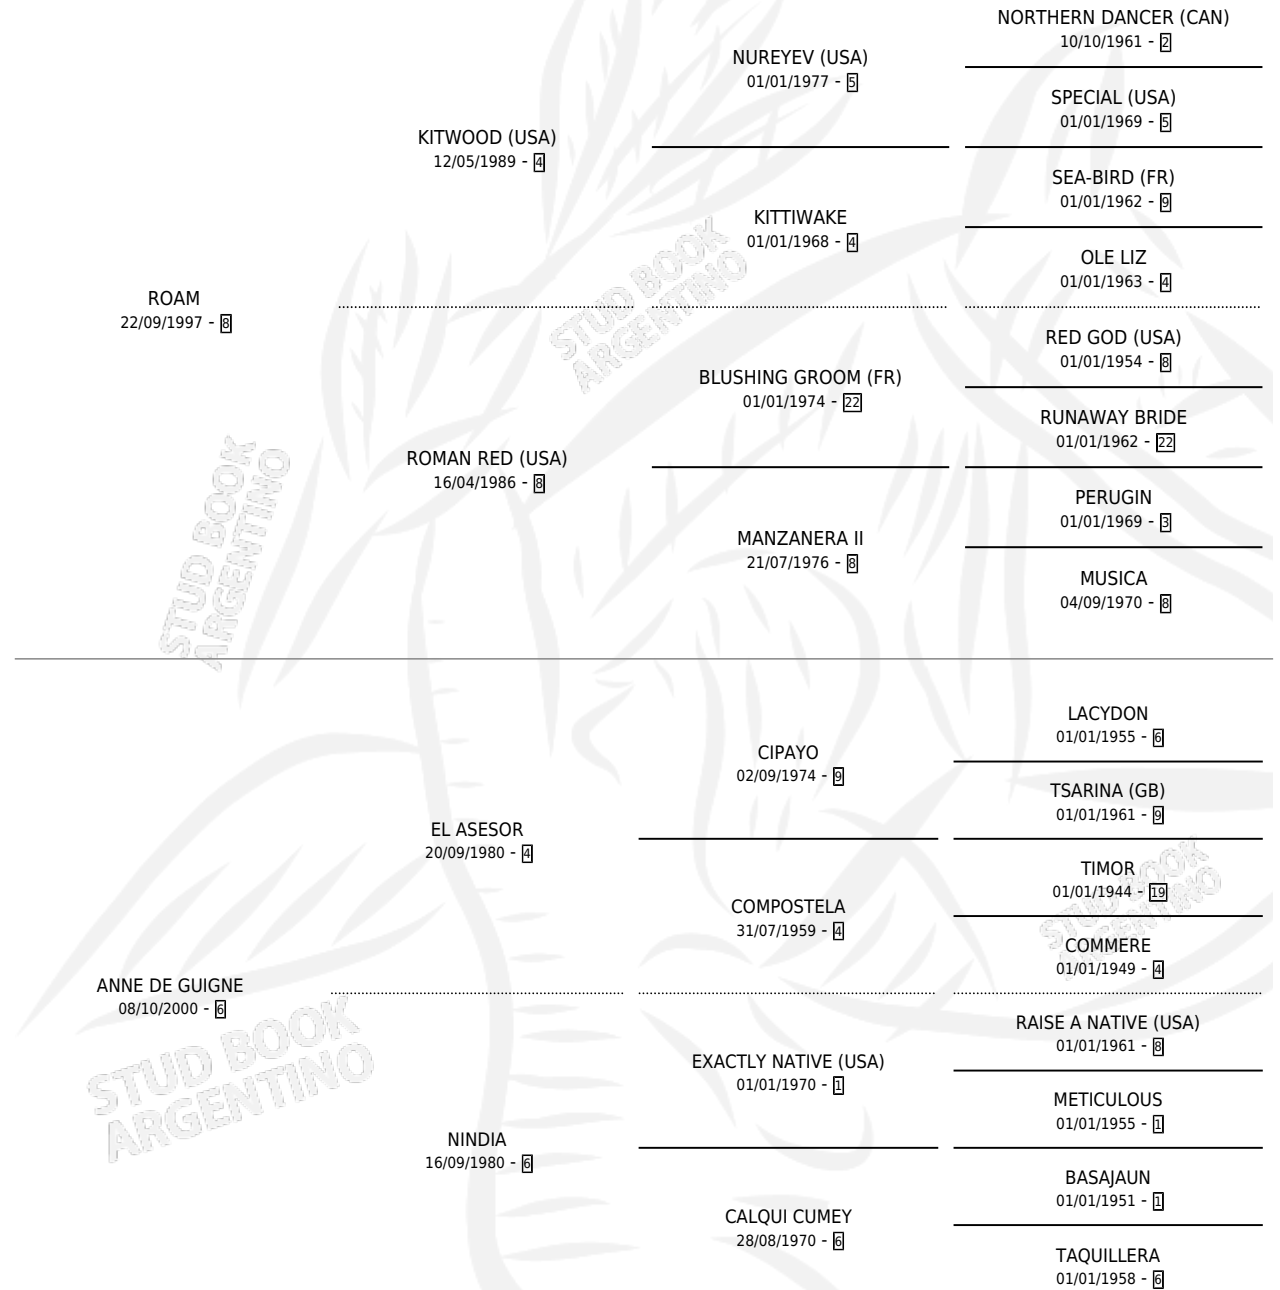 NORTHERN DANCER (CAN)
10/10/1961 - 2
NUREYEV (USA)
01/01/1977 - 5
SPECIAL (USA)
01/01/1969 - 5
KITWOOD (USA)
12/05/1989 - 4
SEA-BIRD (FR)
01/01/1962 - 9
KITTIWAKE
01/01/1968 - 4
OLE LIZ
01/01/1963 - 4
ROAM
22/09/1997 - 8
RED GOD (USA)
01/01/1954 - 8
BLUSHING GROOM (FR)
01/01/1974 - 22
RUNAWAY BRIDE
01/01/1962 - 22
ROMAN RED (USA)
16/04/1986 - 8
PERUGIN
01/01/1969 - 3
MANZANERA II
21/07/1976 - 8
MUSICA
04/09/1970 - 8
STUD BOOK
ARGENTINO
STUD BOOK
ARGENTINO
LACYDON
01/01/1955 - 6
CIPAYO
02/09/1974 - 9
TSARINA (GB)
01/01/1961 - 9
EL ASESOR
20/09/1980 - 4
TIMOR
01/01/1944 - 19
COMPOSTELA
31/07/1959 - 4
COMMERE
01/01/1949 - 4
STUD BOOK
ARGENTINO
ANNE DE GUIGNE
08/10/2000 - 6
RAISE A NATIVE (USA)
01/01/1961 - 8
EXACTLY NATIVE (USA)
01/01/1970 - 1
METICULOUS
01/01/1955 - 1
NINDIA
16/09/1980 - 6
BASAJAUN
01/01/1951 - 1
CALQUI CUMEY
28/08/1970 - 6
TAQUILLERA
01/01/1958 - 6
STUD BOOK
ARGENTINO